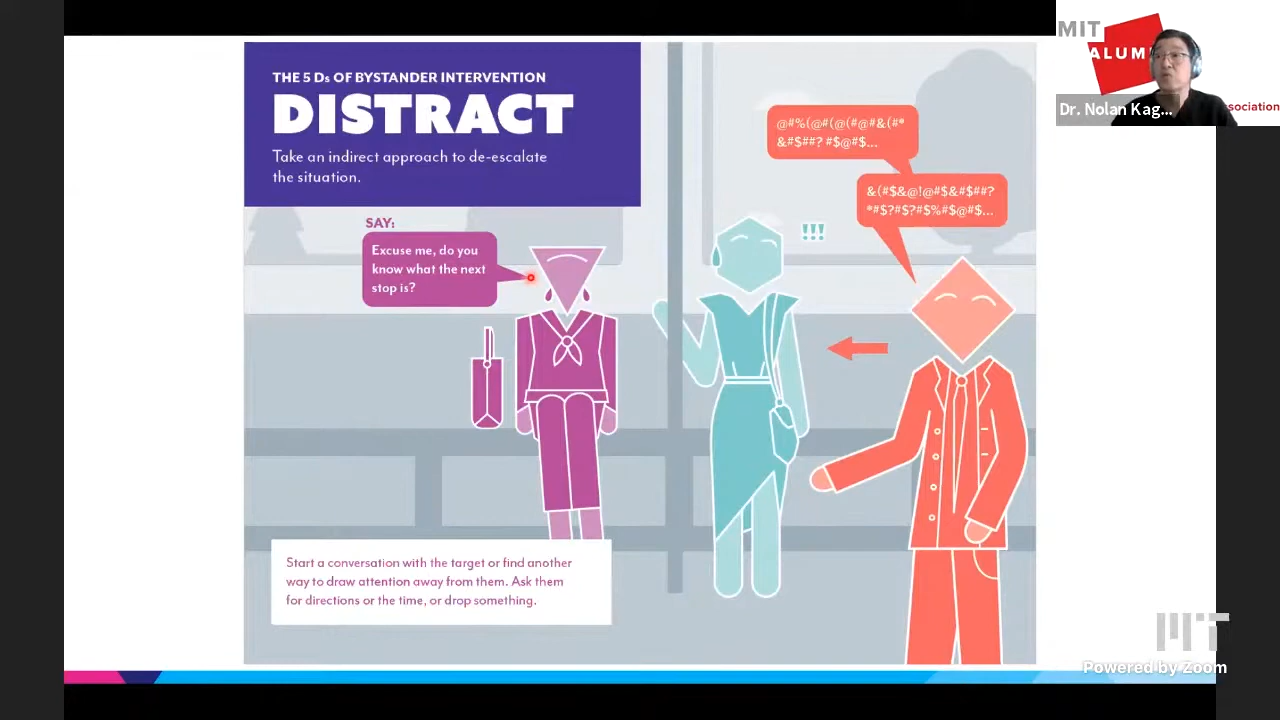 THE 5 Ds OF BYSTANDER INTERVENTION
DISTRACT
Take an indirect approach to de-escalate
the situation.
SAY:
Excuse me, do you
know what the next
stop is?
@#%(@#(@(#@#&(#*
&#$##? #$@#$...
!!!
&(#$&@!@#$&#$##?
*#$?#$?#$%#$@#$...
Start a conversation with the target or find another
way to draw attention away from them. Ask them
for directions or the time, or drop something.
MIT
ALUM
Dr. Nolan Kag...
MIT
Powered by Zoom